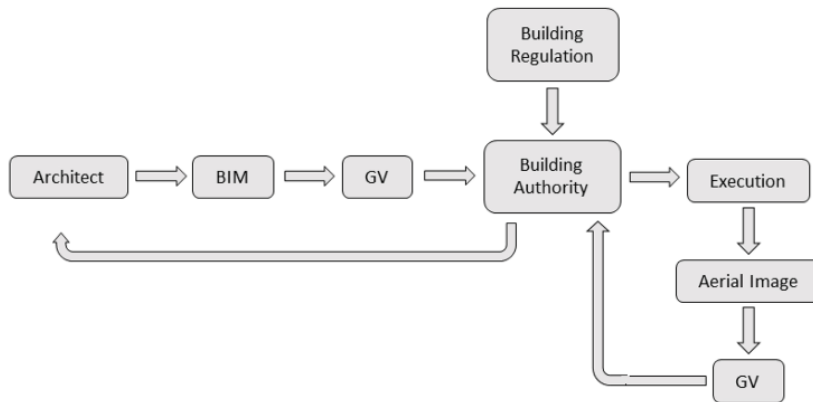 Building
Regulation
Architect
BIM
GV
Building
Authority
Execution
Aerial Image
GV